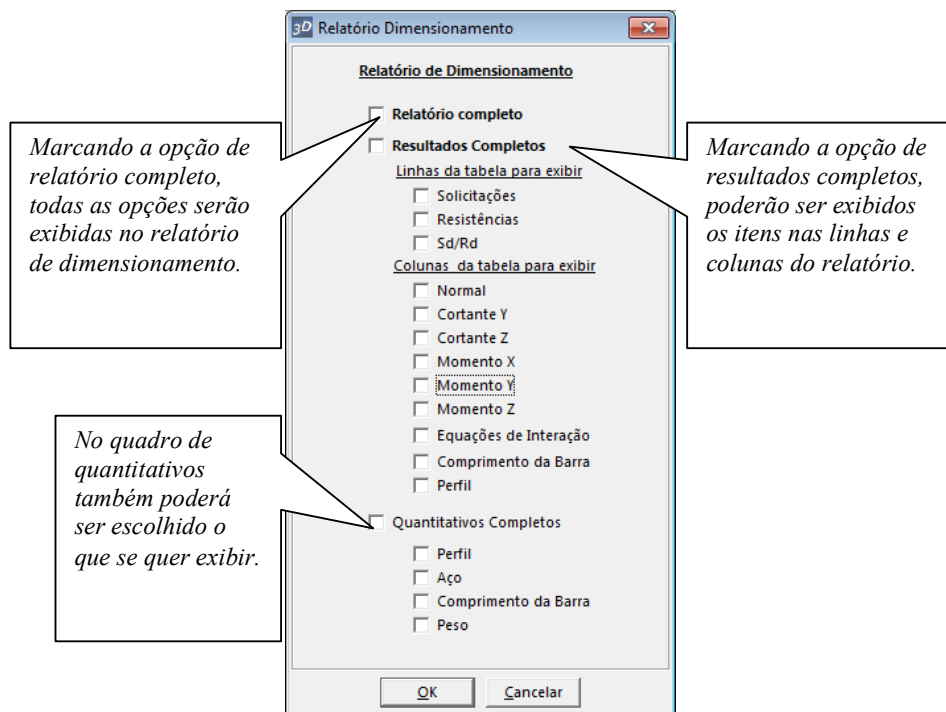 3D Relatório Dimensionamento
Relatório de Dimensionamento
Relatório completo
Resultados Completos
Linhas da tabela para exibir
Solicitações
Resistências
Sd/Rd
Colunas da tabela para exibir
Normal
Cortante Y
Cortante Z
Momento X
Momento Y
Momento Z
Equações de Interação
Comprimento da Barra
Perfil
Quantitativos Completos
Perfil
Aço
Comprimento da Barra
Peso
OK
Cancelar
Marcando a opção de
relatório completo,
todas as opções serão
exibidas no relatório
de dimensionamento.
Marcando a opção de
resultados completos,
poderão ser exibidos
os itens nas linhas e
colunas do relatório.
No quadro de
quantitativos
também poderá
ser escolhido o
que se quer exibir.